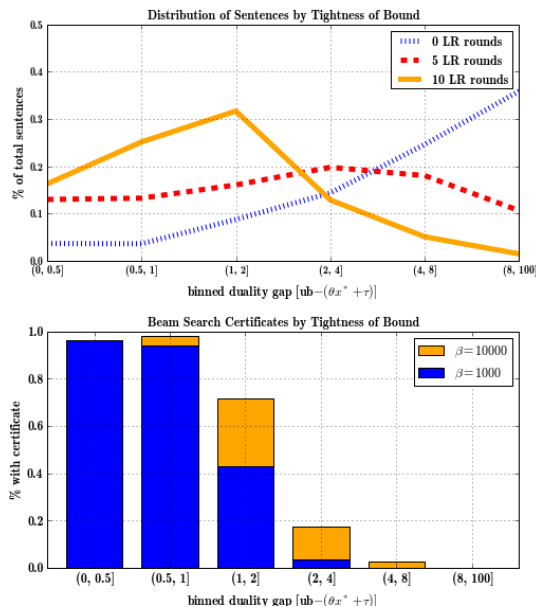 Distribution of Sentences by Tightness of Bound
0.5
0.4
0.3
0.2
0.1
0.0
% of total sentences
0 LR rounds
5 LR rounds
10 LR rounds
(0, 0.5] (0.5, 1] (1, 2] (2, 4] (4, 8] (8, 100]
binned duality gap [ub−(θx* +τ)]
Beam Search Certificates by Tightness of Bound
1.0
0.8
0.6
0.4
0.2
0.0
% with certificate
β=10000
β=1000
(0, 0.5] (0.5, 1] (1, 2] (2, 4] (4, 8] (8, 100]
binned duality gap [ub−(θx* +τ)]